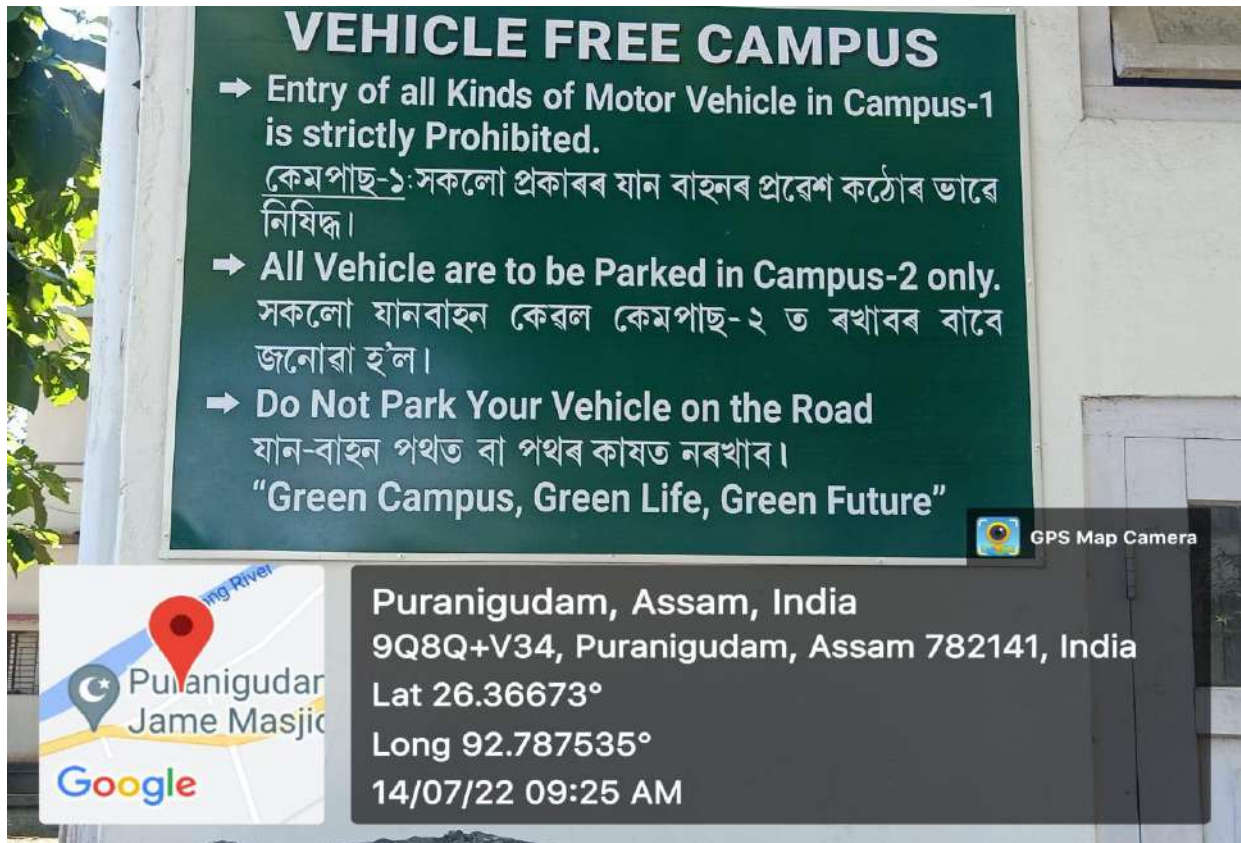 VEHICLE FREE CAMPUS
➔ Entry of all Kinds of Motor Vehicle in Campus-1
is strictly Prohibited.
কেমপাছ-১:সকলো প্ৰকাৰৰ যান বাহনৰ প্ৰৱেশ কঠোৰ ভাৱে
নিষিদ্ধ।
➔ All Vehicle are to be Parked in Campus-2 only.
সকলো যানবাহন কেৱল কেমপাছ-২ ত ৰখাবৰ বাবে
জনোৱা হ'ল।
➔ Do Not Park Your Vehicle on the Road
যান-বাহন পথত বা পথৰ কাষত নৰখাব।
“Green Campus, Green Life, Green Future”
GPS Map Camera
ng River
Puranigudar
Jame Masjid
Google
Puranigudam, Assam, India
9Q8Q+V34, Puranigudam, Assam 782141, India
Lat 26.36673°
Long 92.787535°
14/07/22 09:25 AM